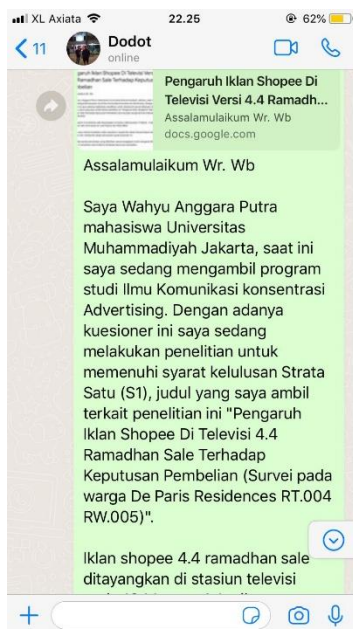 XL Axiata
22.25
62%
11
Dodot
online
Pengaruh Iklan Shopee Di
Televisi Versi 4.4 Ramadh...
Assalamulaikum Wr. Wb
docs.google.com
Assalamulaikum Wr. Wb
Saya Wahyu Anggara Putra
mahasiswa Universitas
Muhammadiyah Jakarta, saat ini
saya sedang mengambil program
studi Ilmu Komunikasi konsentrasi
Advertising. Dengan adanya
kuesioner ini saya sedang
melakukan penelitian untuk
memenuhi syarat kelulusan Strata
Satu (S1), judul yang saya ambil
terkait penelitian ini "Pengaruh
Iklan Shopee Di Televisi 4.4
Ramadhan Sale Terhadap
Keputusan Pembelian (Survei pada
warga De Paris Residences RT.004
RW.005)".
Iklan shopee 4.4 ramadhan sale
ditayangkan di stasiun televisi